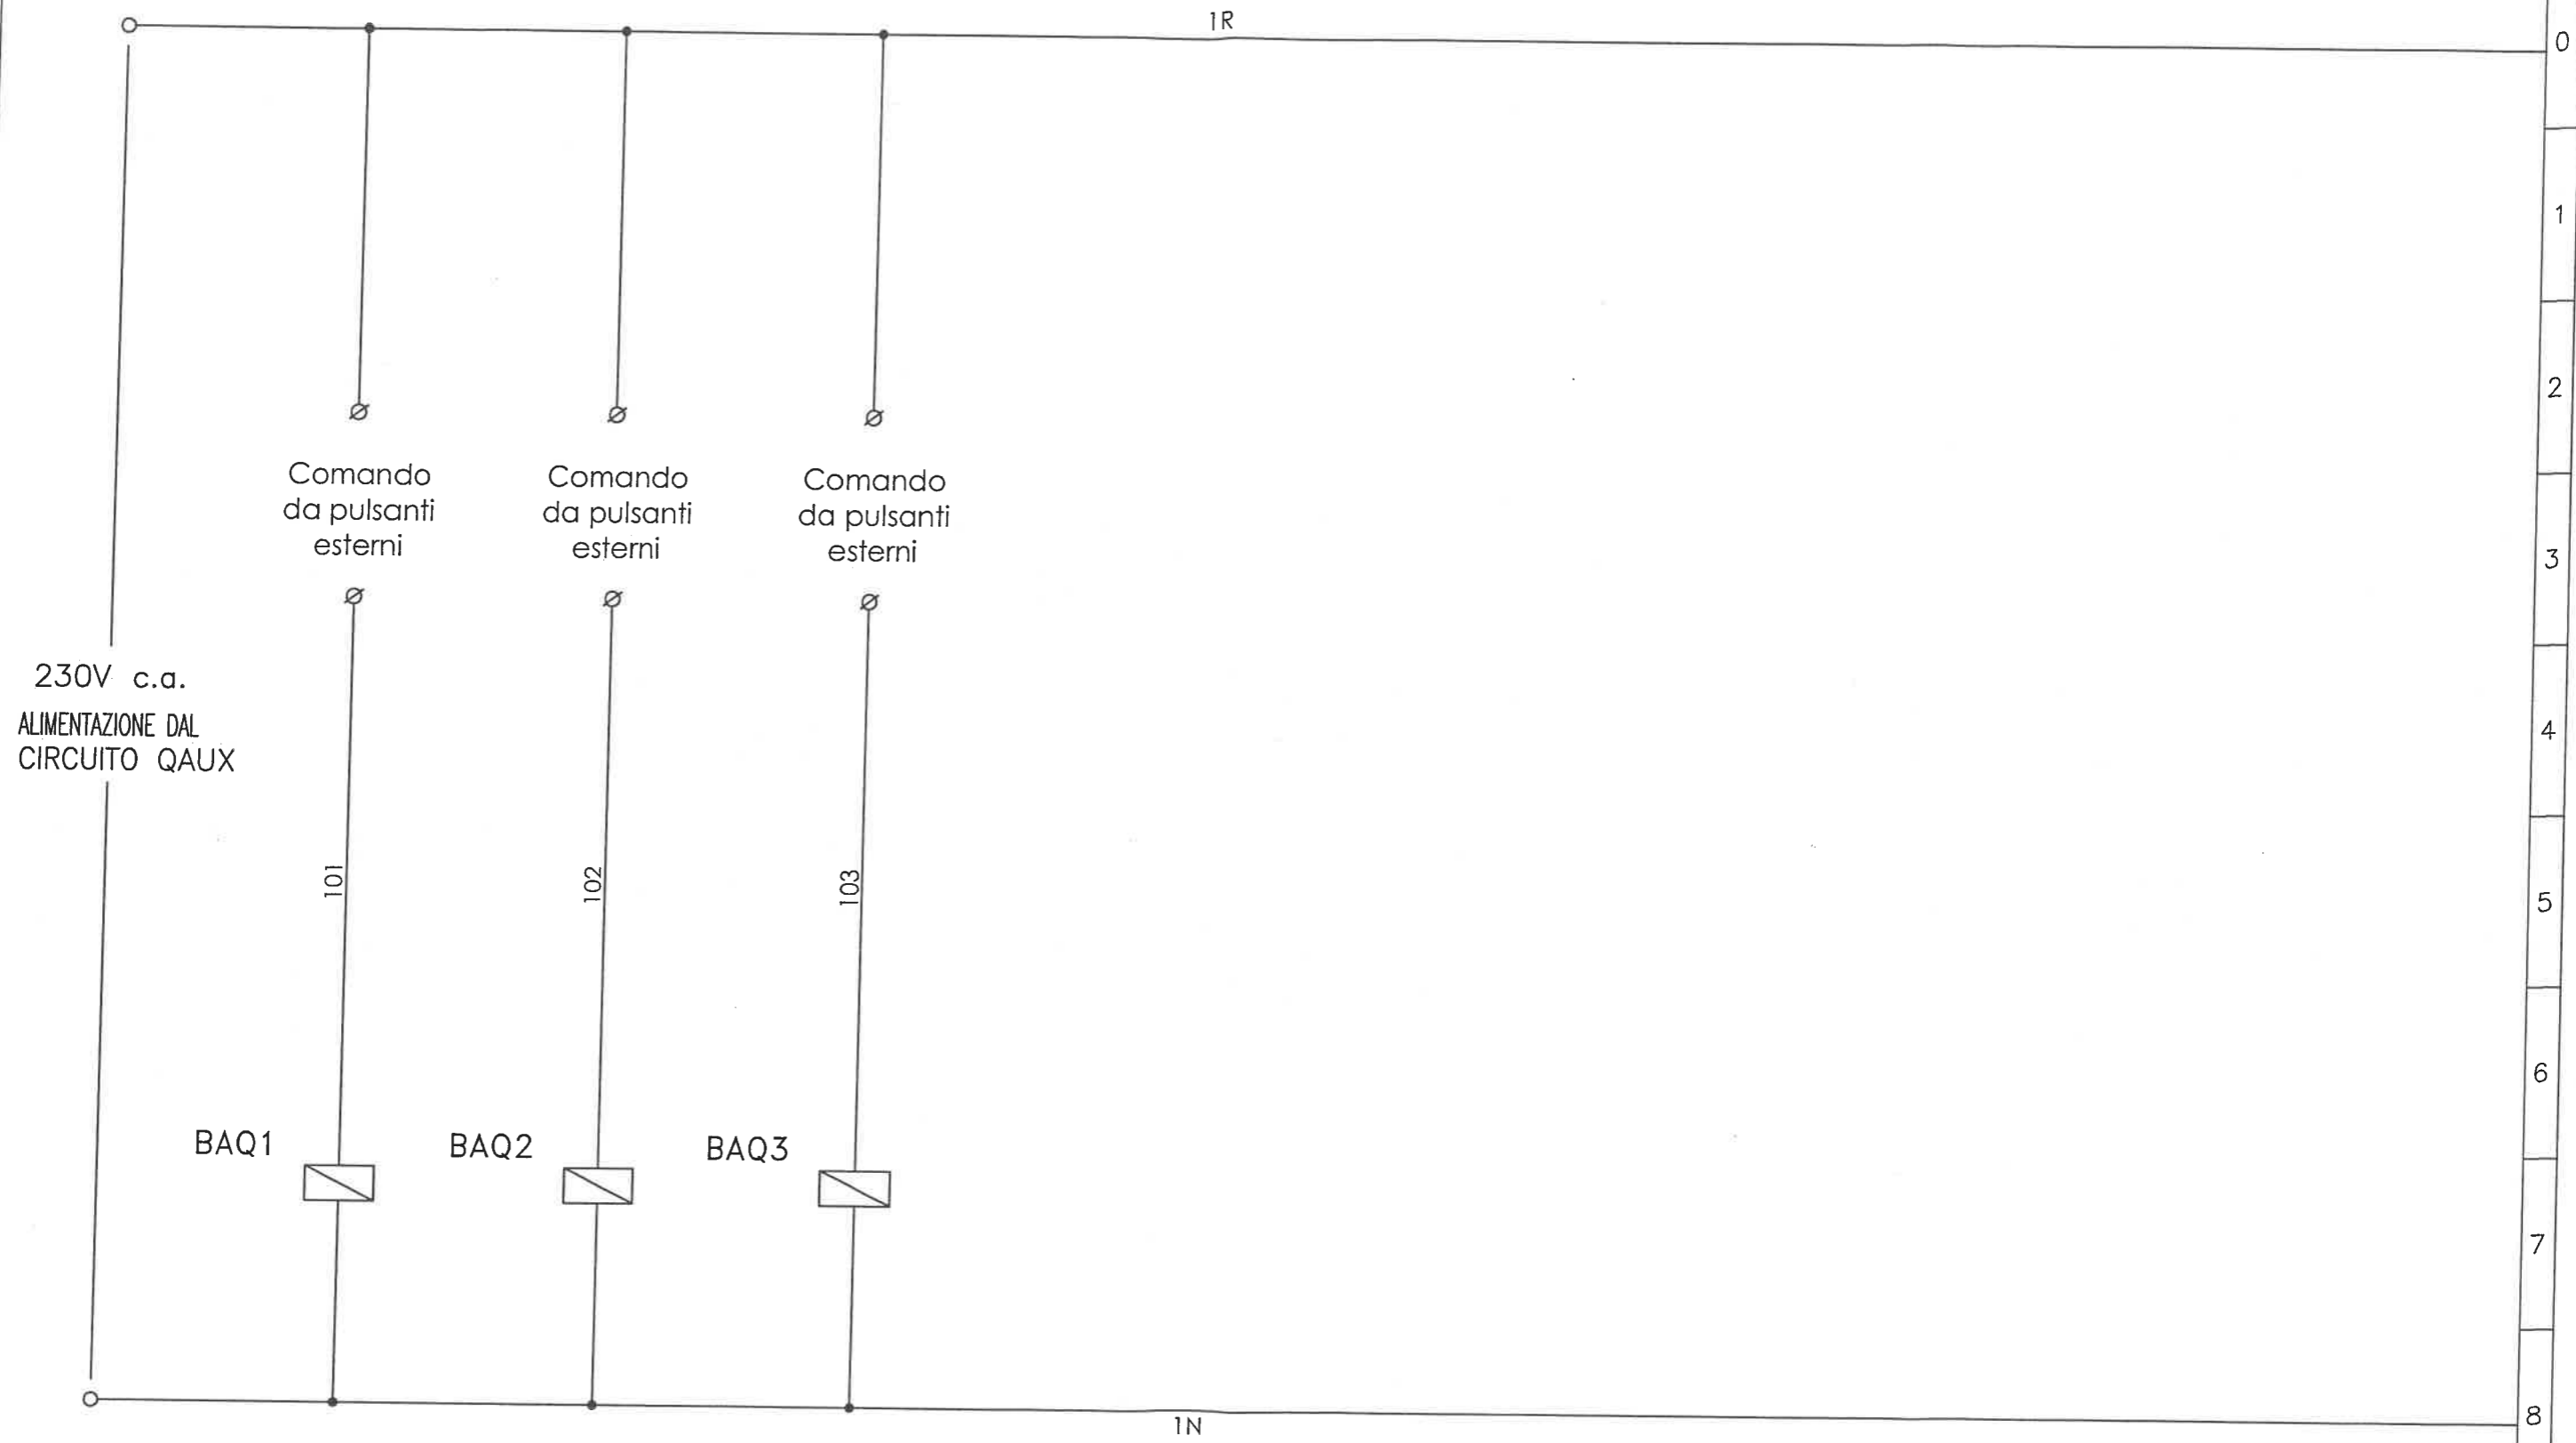 1R
0
1
2
Comando
da pulsanti
esterni
Comando
da pulsanti
esterni
Comando
da pulsanti
esterni
3
230V c.a.
ALIMENTAZIONE DAL
CIRCUITO QAUX
4
101
102
103
5
6
BAQ1
BAQ2
BAQ3
7
8
1N